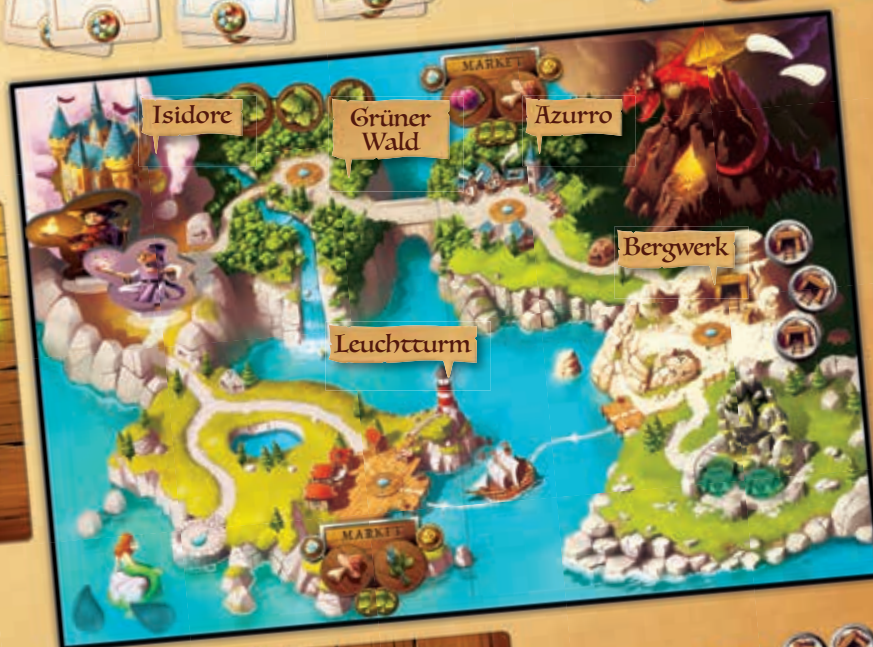 MARKET
Isidore
Grüner
Wald
Azurro
Bergwerk
Leuchtturm
MARKET